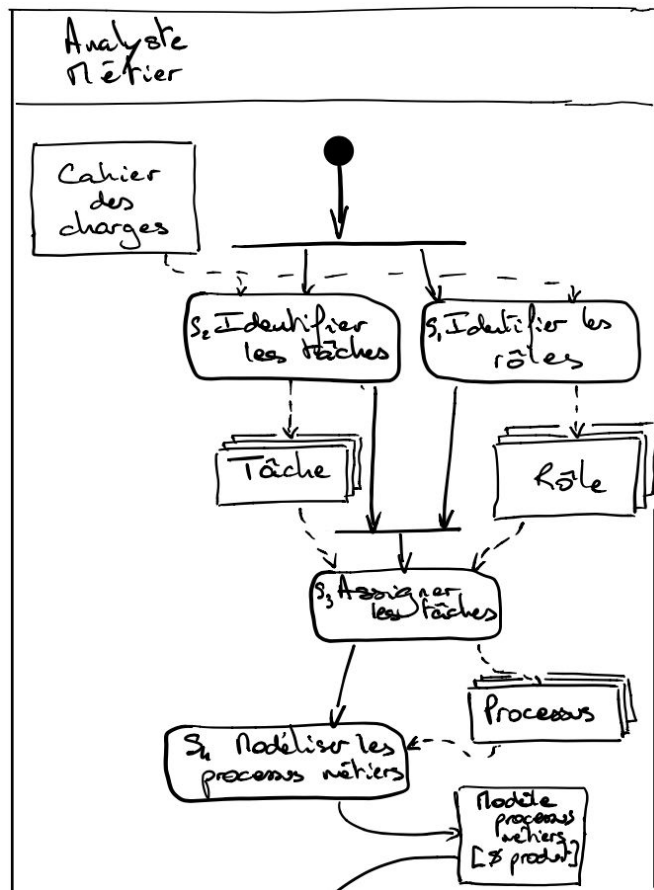 Analyste
Métier
Cahier
des
charges
S₂ Identifier
les tâches
S₁ Identifier les
rôles
Tâche
Rôle
S₃ Assigner
les tâches
Processus
S₄ Modéliser les
processus métiers
Modèle
processus
métiers